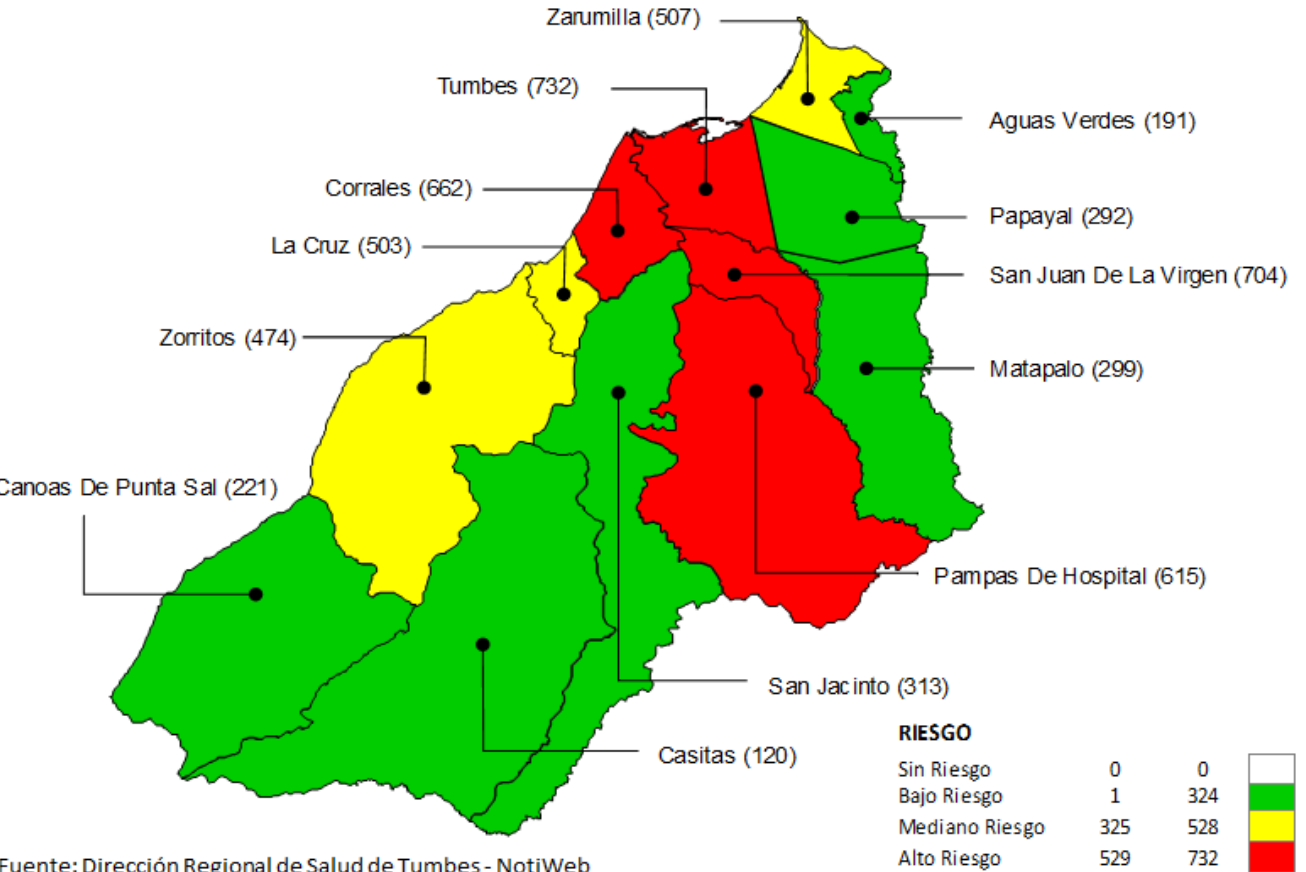 Zarumilla (507)
Tumbes (732)
Aguas Verdes (191)
Corrales (662)
Papayal (292)
La Cruz (503)
San Juan De La Virgen (704)
Zorritos (474)
Matapalo (299)
Canoas De Punta Sal (221)
Pampas De Hospital (615)
San Jacinto (313)
Casitas (120)
RIESGO
Sin Riesgo 0 0
Bajo Riesgo 1 324
Mediano Riesgo 325 528
Alto Riesgo 529 732
Fuente: Dirección Regional de Salud de Tumbes - NotiWeb